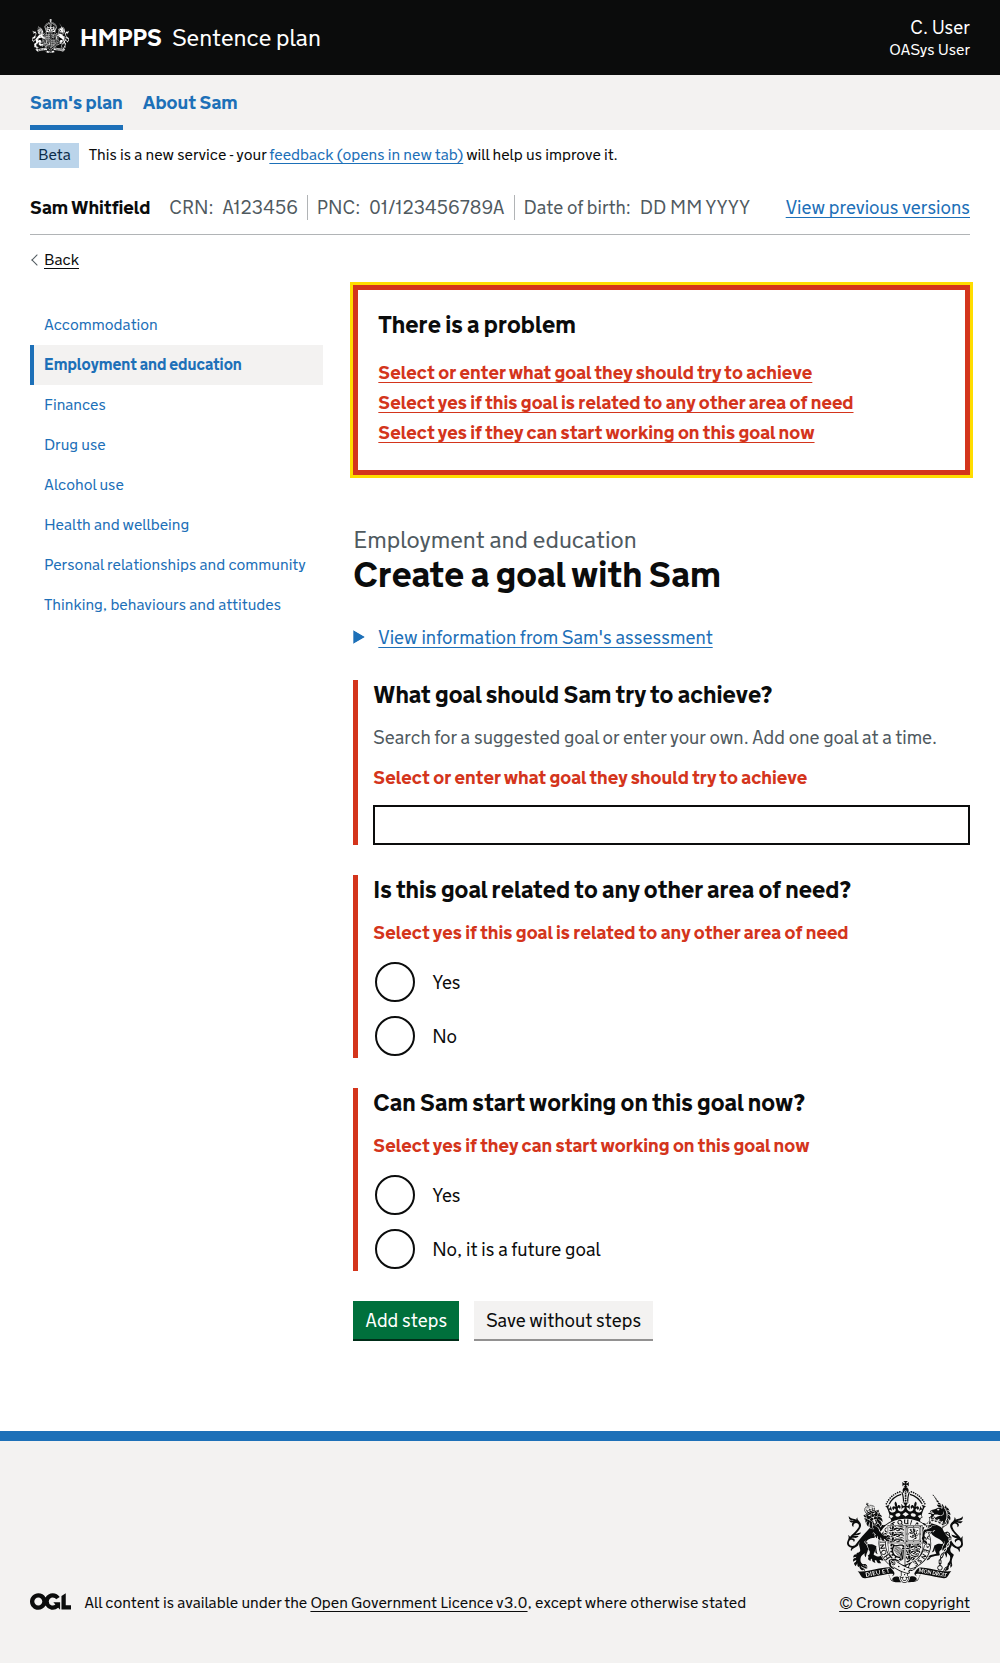 HMPPS Sentence plan
C. User
OASys User
Sam's plan About Sam
Beta This is a new service - your feedback (opens in new tab) will help us improve it.
Sam Whitfield CRN: A123456 PNC: 01/123456789A Date of birth: DD MM YYYY View previous versions
Back
Accommodation
Employment and education
Finances
Drug use
Alcohol use
Health and wellbeing
Personal relationships and community
Thinking, behaviours and attitudes
There is a problem
Select or enter what goal they should try to achieve
Select yes if this goal is related to any other area of need
Select yes if they can start working on this goal now
Employment and education
Create a goal with Sam
View information from Sam's assessment
What goal should Sam try to achieve?
Search for a suggested goal or enter your own. Add one goal at a time.
Select or enter what goal they should try to achieve
Is this goal related to any other area of need?
Select yes if this goal is related to any other area of need
Yes
No
Can Sam start working on this goal now?
Select yes if they can start working on this goal now
Yes
No, it is a future goal
Add steps Save without steps
DIEU ET MON DROIT
OGL All content is available under the Open Government Licence v3.0, except where otherwise stated
© Crown copyright